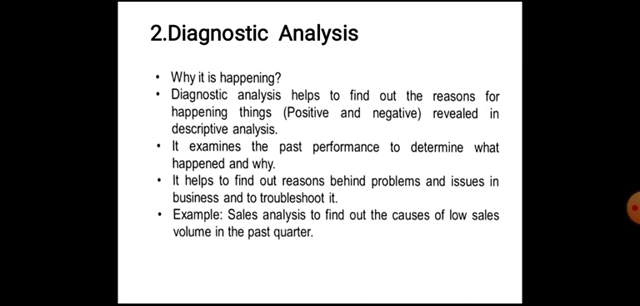 2.Diagnostic Analysis
• Why it is happening?
• Diagnostic analysis helps to find out the reasons for
happening things (Positive and negative) revealed in
descriptive analysis.
• It examines the past performance to determine what
happened and why.
• It helps to find out reasons behind problems and issues in
business and to troubleshoot it.
• Example: Sales analysis to find out the causes of low sales
volume in the past quarter.